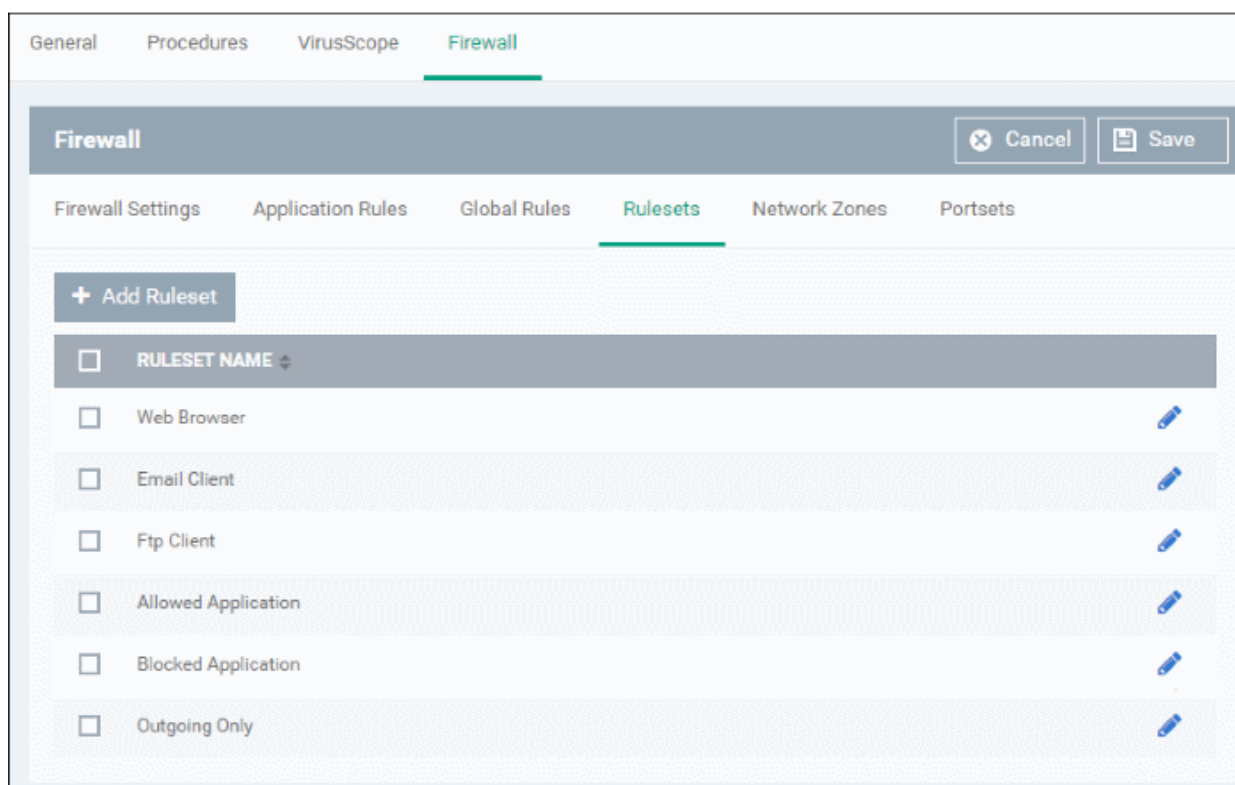 General Procedures VirusScope Firewall
Firewall Cancel Save
Firewall Settings Application Rules Global Rules Rulesets Network Zones Portsets
+ Add Ruleset
RULESET NAME
Web Browser
Email Client
Ftp Client
Allowed Application
Blocked Application
Outgoing Only